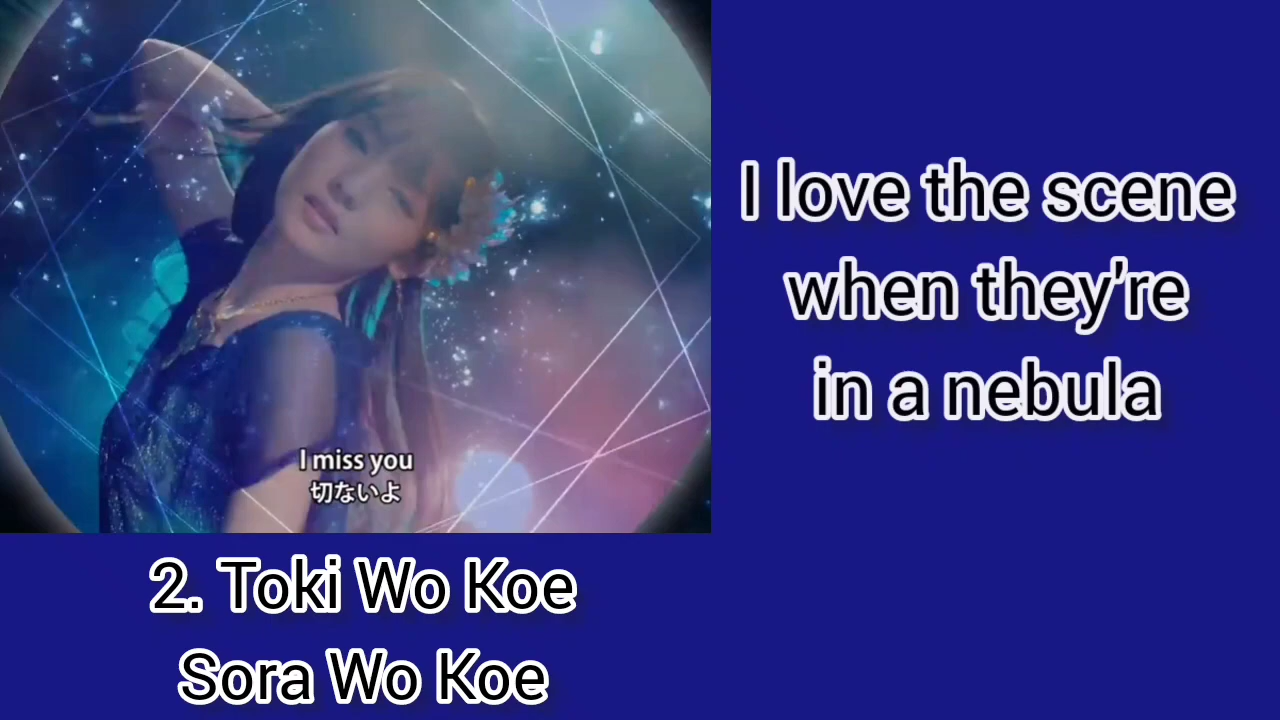 I miss you
切ないよ
2. Toki Wo Koe
Sora Wo Koe
I love the scene
when they're
in a nebula